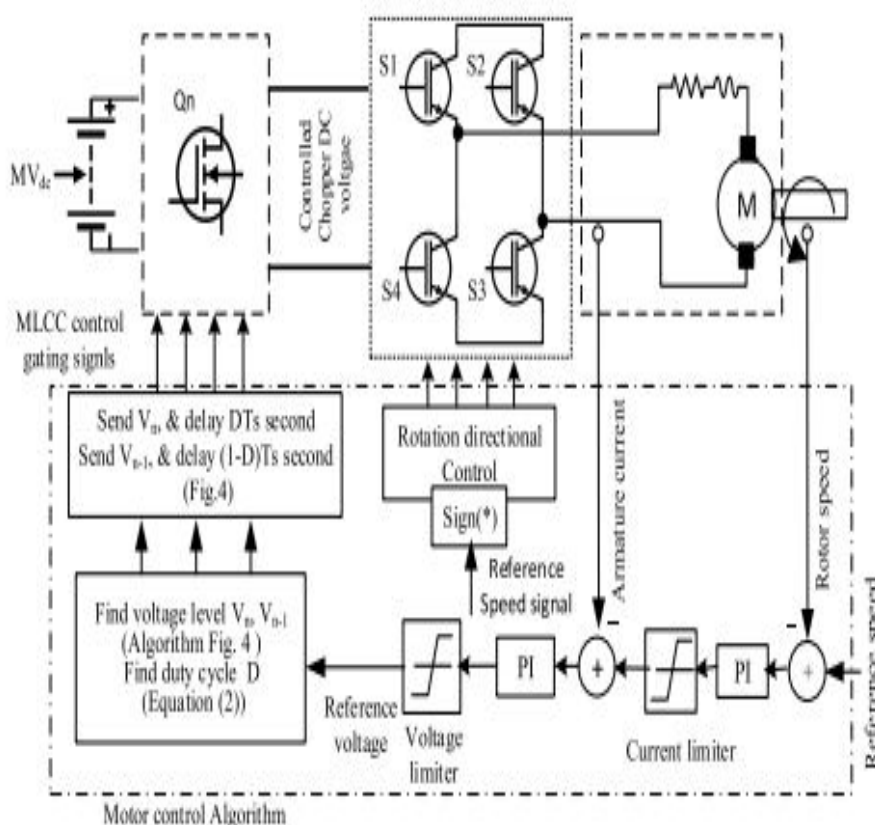 Qn
MVdc
Controlled
Chopper DC
voltgae
S1
S2
S4
S3
M
MLCC control
gating signls
Send Vn, & delay DTs second
Send Vn-1, & delay (1-D)Ts second
(Fig.4)
Rotation directional
Control
Sign(*)
Reference
Speed signal
Armature current
Rotor speed
Reference speed
Find voltage level Vn, Vn-1
(Algorithm Fig. 4 )
Find duty cycle D
(Equation (2))
Reference
voltage
Voltage
limiter
PI
+
-
Current limiter
PI
+
-
Motor control Algorithm